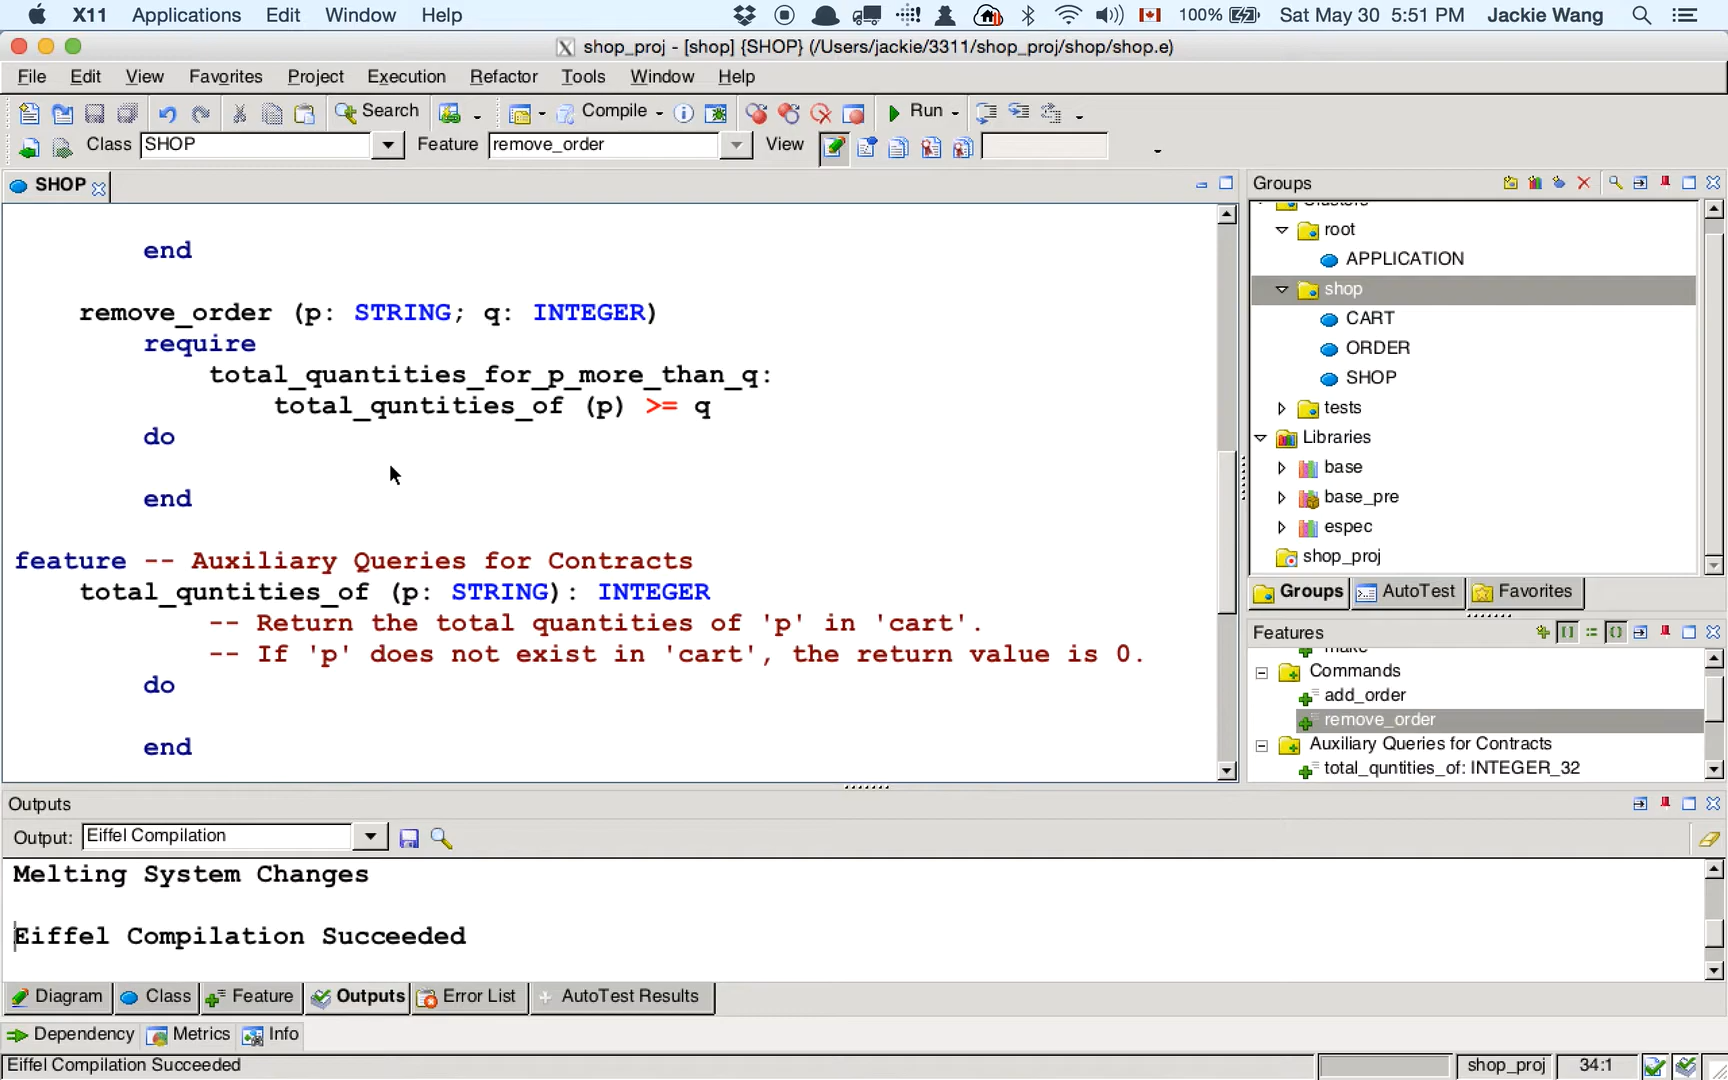 X11 Applications Edit Window Help 100% Sat May 30 5:51 PM Jackie Wang
shop_proj - [shop] {SHOP} (/Users/jackie/3311/shop_proj/shop/shop.e)
File Edit View Favorites Project Execution Refactor Tools Window Help
Search Compile Run
Class SHOP Feature remove_order View
SHOP
end
remove_order (p: STRING; q: INTEGER)
require
total_quantities_for_p_more_than_q:
total_quntities_of (p) >= q
do
end
feature -- Auxiliary Queries for Contracts
total_quntities_of (p: STRING): INTEGER
-- Return the total quantities of 'p' in 'cart'.
-- If 'p' does not exist in 'cart', the return value is 0.
do
end
Groups
Clusters
root
APPLICATION
shop
CART
ORDER
SHOP
tests
Libraries
base
base_pre
espec
shop_proj
Groups AutoTest Favorites
Features
make
Commands
add_order
remove_order
Auxiliary Queries for Contracts
total_quntities_of: INTEGER_32
Outputs
Output: Eiffel Compilation
Melting System Changes
Eiffel Compilation Succeeded
Diagram Class Feature Outputs Error List AutoTest Results
Dependency Metrics Info
Eiffel Compilation Succeeded shop_proj 34:1